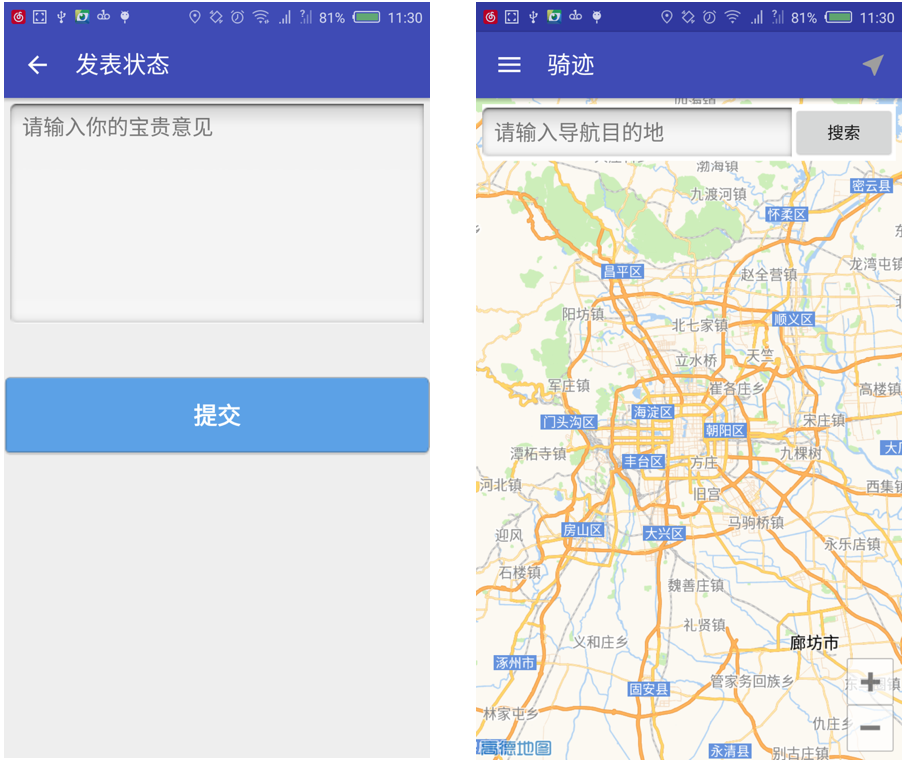 81%
11:30
发表状态
请输入你的宝贵意见
提交
81%
11:30
骑迹
请输入导航目的地
搜索
渤海镇
九渡河镇
密云县
怀柔区
龙湾屯镇
昌平区
赵全营镇
阳坊镇
北七家镇
顺义区
立水桥
天竺
军庄镇
崔各庄乡
高楼镇
门头沟区
海淀区
朝阳区
宋庄镇
潭柘寺镇
丰台区
方庄
九棵树
河北镇
旧宫
西集镇
房山区
大兴区
马驹桥镇
迎风
永乐店镇
石楼镇
魏善庄镇
礼贤镇
义和庄乡
廊坊市
涿州市
固安县
管家务回族乡
林家屯乡
仇庄乡
高德地图
永清县
别古庄镇